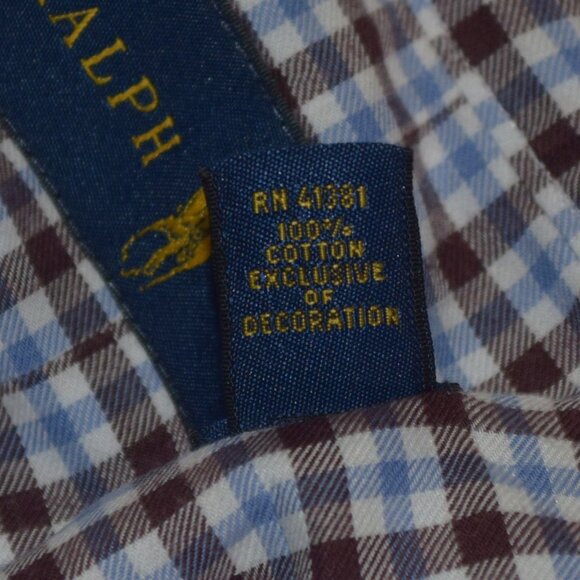 RALPH
RN 41381
100%
COTTON
EXCLUSIVE
OF
DECORATION